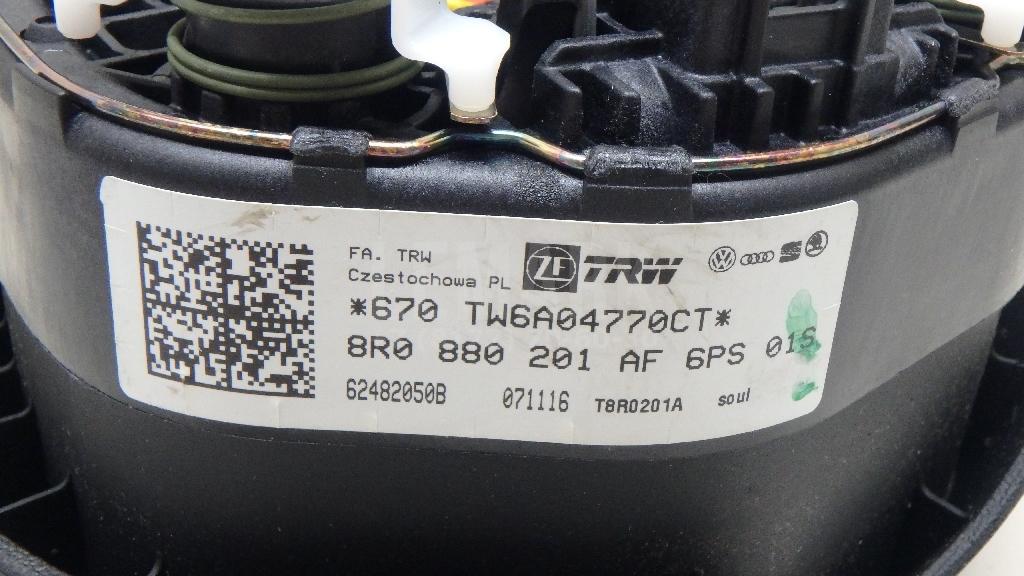 FA. TRW
Czestochowa PL
ZF TRW
*670 TW6A04770CT*
8R0 880 201 AF 6PS 01S
62482050B 071116 T8R0201A soul